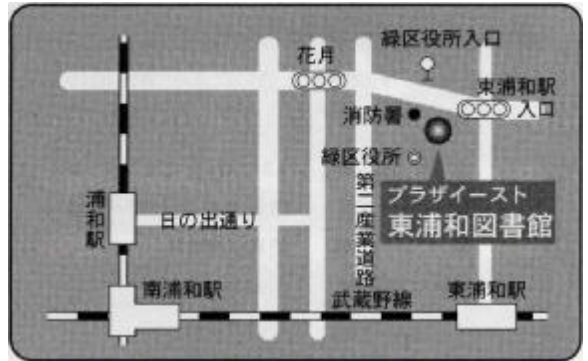 緑区役所入口
花月
東浦和駅
入口
消防署
緑区役所
プラザイースト
東浦和図書館
第二産業道路
浦和駅
日の出通り
南浦和駅
武蔵野線
東浦和駅